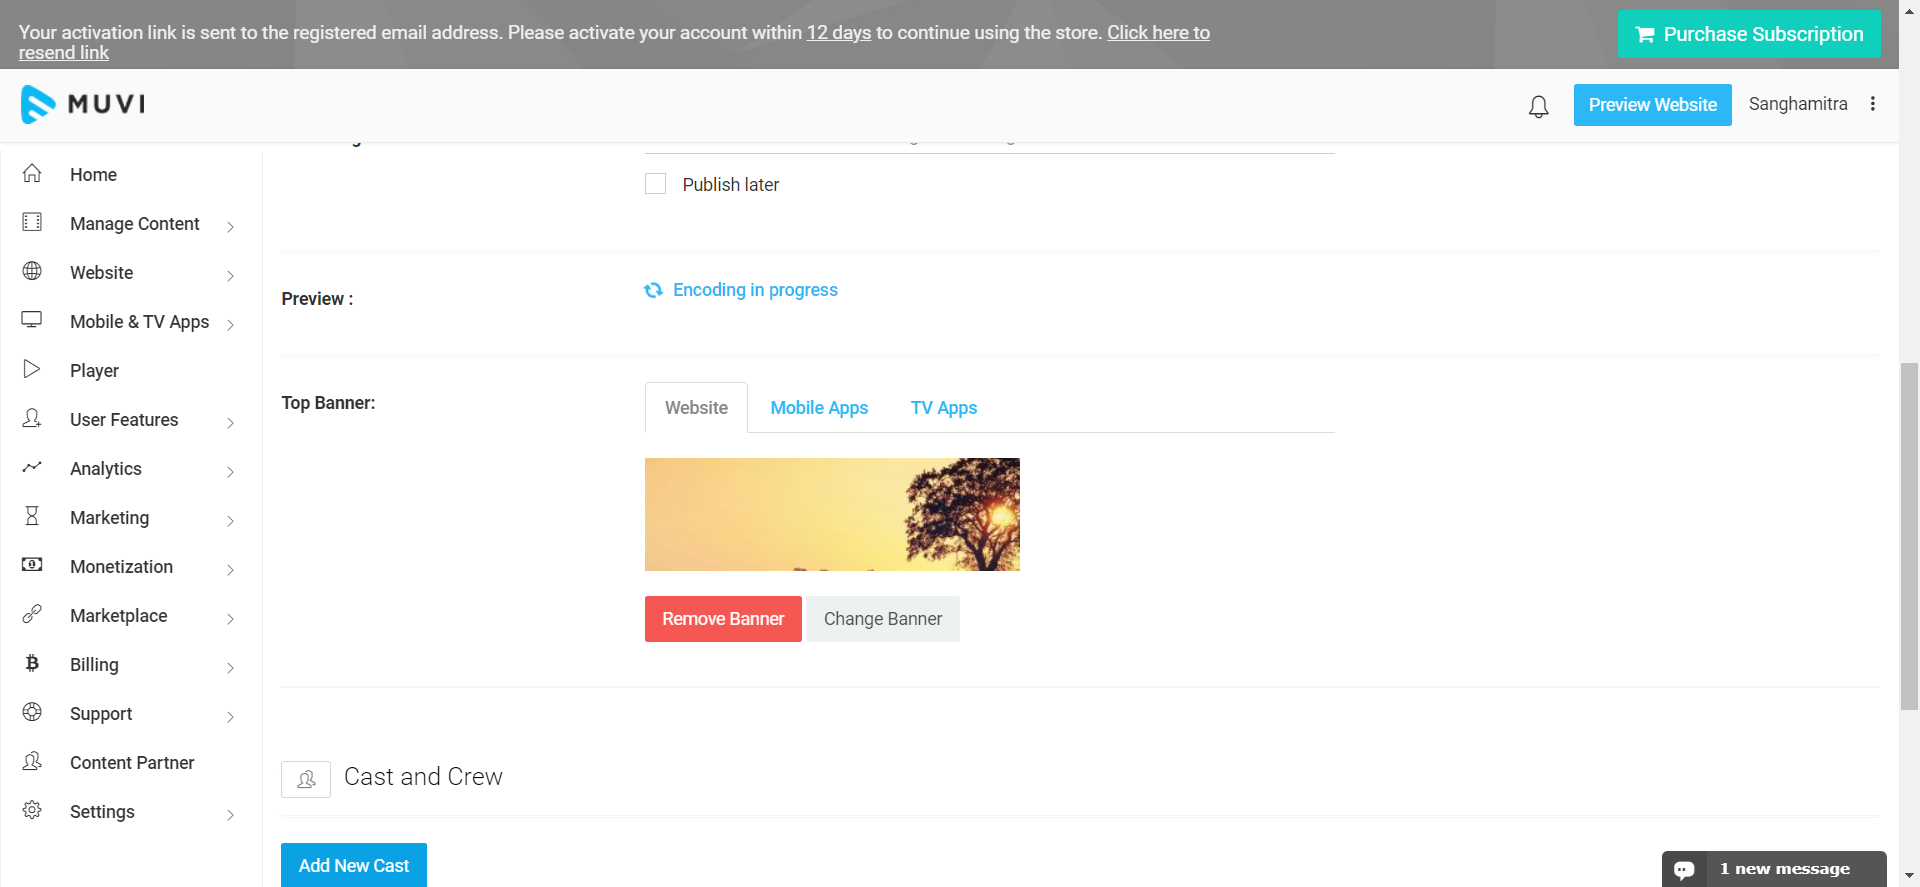 Your activation link is sent to the registered email address. Please activate your account within 12 days to continue using the store. Click here to
resend link
Purchase Subscription
MUVI
Preview Website
Sanghamitra
Home
Manage Content
Website
Mobile & TV Apps
Player
User Features
Analytics
Marketing
Monetization
Marketplace
Billing
Support
Content Partner
Settings
Publish later
Preview :
Encoding in progress
Top Banner:
Website
Mobile Apps
TV Apps
Remove Banner
Change Banner
Cast and Crew
Add New Cast
1 new message